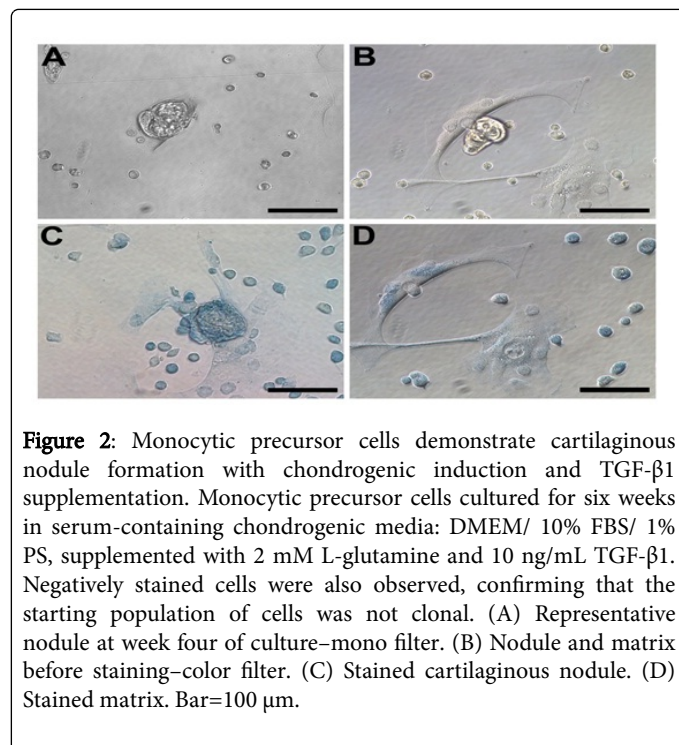 A
B
C
D
Figure 2: Monocytic precursor cells demonstrate cartilaginous
nodule formation with chondrogenic induction and TGF-β1
supplementation. Monocytic precursor cells cultured for six weeks
in serum-containing chondrogenic media: DMEM/ 10% FBS/ 1%
PS, supplemented with 2 mM L-glutamine and 10 ng/mL TGF-β1.
Negatively stained cells were also observed, confirming that the
starting population of cells was not clonal. (A) Representative
nodule at week four of culture–mono filter. (B) Nodule and matrix
before staining–color filter. (C) Stained cartilaginous nodule. (D)
Stained matrix. Bar=100 μm.